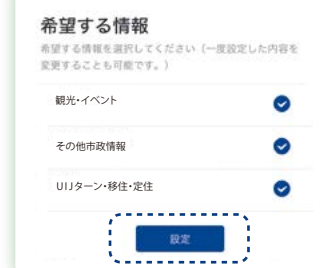 希望する情報
希望する情報を選択してください（一度設定した内容を
変更することも可能です。）
観光・イベント
その他市政情報
UIJターン・移住・定住
設定